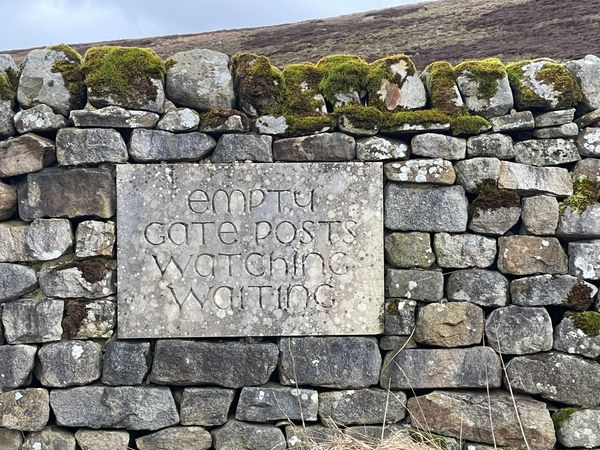 empty
gate posts
watching
waiting